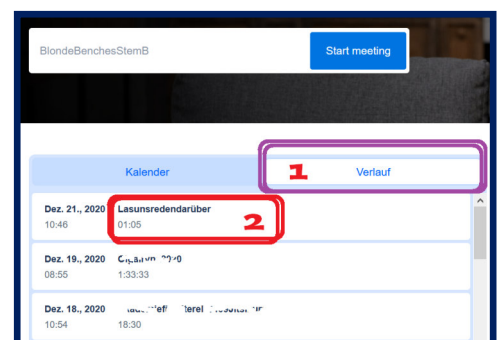 BlondeBenchesStemB Start meeting
Kalender 1 Verlauf
Dez. 21., 2020 Lasunsredendarüber
10:46 01:05 2
Dez. 19., 2020
08:55 1:33:33
Dez. 18., 2020
10:54 18:30